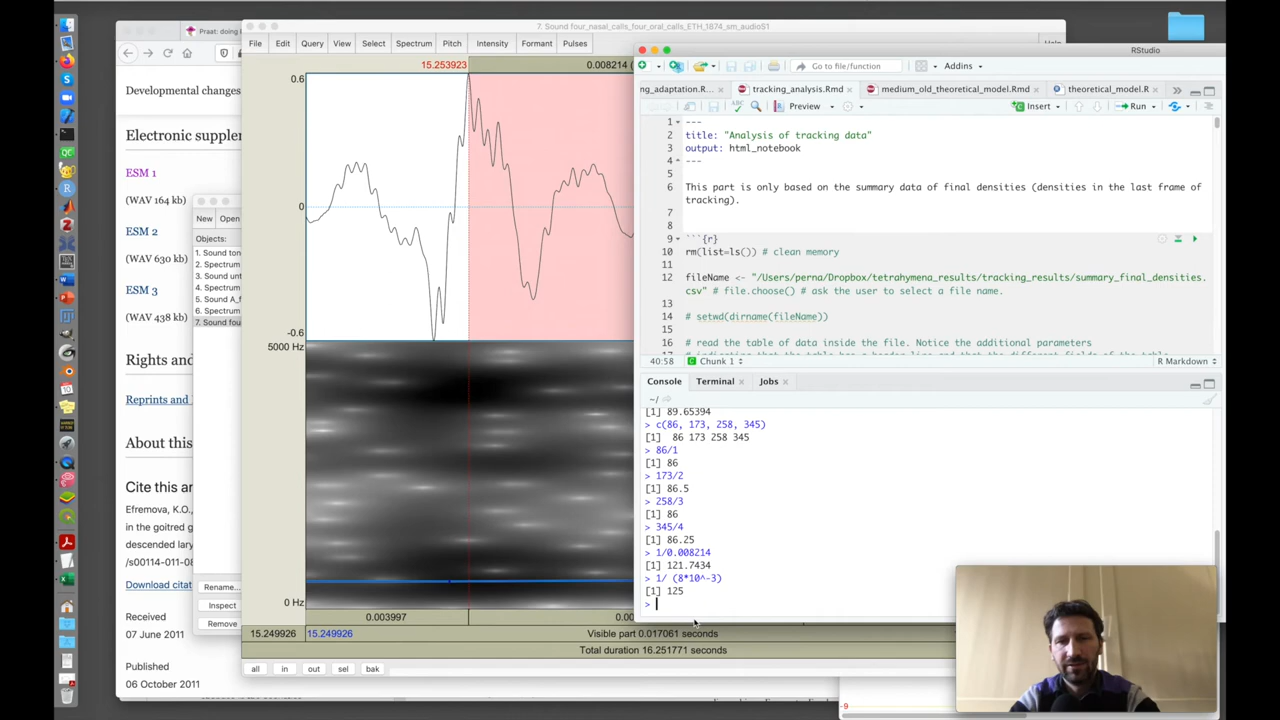 Praat: doing
Developmental changes
Electronic supplen
ESM 1
(WAV 164 kb)
ESM 2
(WAV 630 kb)
ESM 3
(WAV 438 kb)
Rights and
Reprints and
About this
Cite this ar
Efremova, K.O.,
in the goitred g
descended lary
/s00114-011-08
Download citat
Received
07 June 2011
Published
06 October 2011
New Open
Objects:
1. Sound ton
2. Spectrum
3. Sound unt
4. Spectrum
5. Sound A_f
6. Spectrum
7. Sound fou
Rename...
Inspect
Remove
7. Sound four_nasal_calls_four_oral_calls_ETH_1874_sm_audioS1
File Edit Query View Select Spectrum Pitch Intensity Formant Pulses
Help
15.253923
0.008214 (
0.6
0
-0.6
5000 Hz
0 Hz
0.003997
0.00
15.249926
15.249926
Visible part 0.017061 seconds
Total duration 16.251771 seconds
all in out sel bak
RStudio
Go to file/function
Addins
ng_adaptation.R...
tracking_analysis.Rmd
medium_old_theoretical_model.Rmd
theoretical_model.R
ABC
Preview
Insert
Run
1 ---
2 title: "Analysis of tracking data"
3 output: html_notebook
4 ---
5
6 This part is only based on the summary data of final densities (densities in the last frame of
tracking).
7
8
9 ```{r}
10 rm(list=ls()) # clean memory
11
12 fileName <- "/Users/perna/Dropbox/tetrahymena_results/tracking_results/summary_final_densities.
csv" # file.choose() # ask the user to select a file name.
13
14 # setwd(dirname(fileName))
15
16 # read the table of data inside the file. Notice the additional parameters
40:58 Chunk 1
R Markdown
Console Terminal Jobs
~/
[1] 89.65394
> c(86, 173, 258, 345)
[1] 86 173 258 345
> 86/1
[1] 86
> 173/2
[1] 86.5
> 258/3
[1] 86
> 345/4
[1] 86.25
> 1/0.008214
[1] 121.7434
> 1/ (8*10^-3)
[1] 125
>
-9